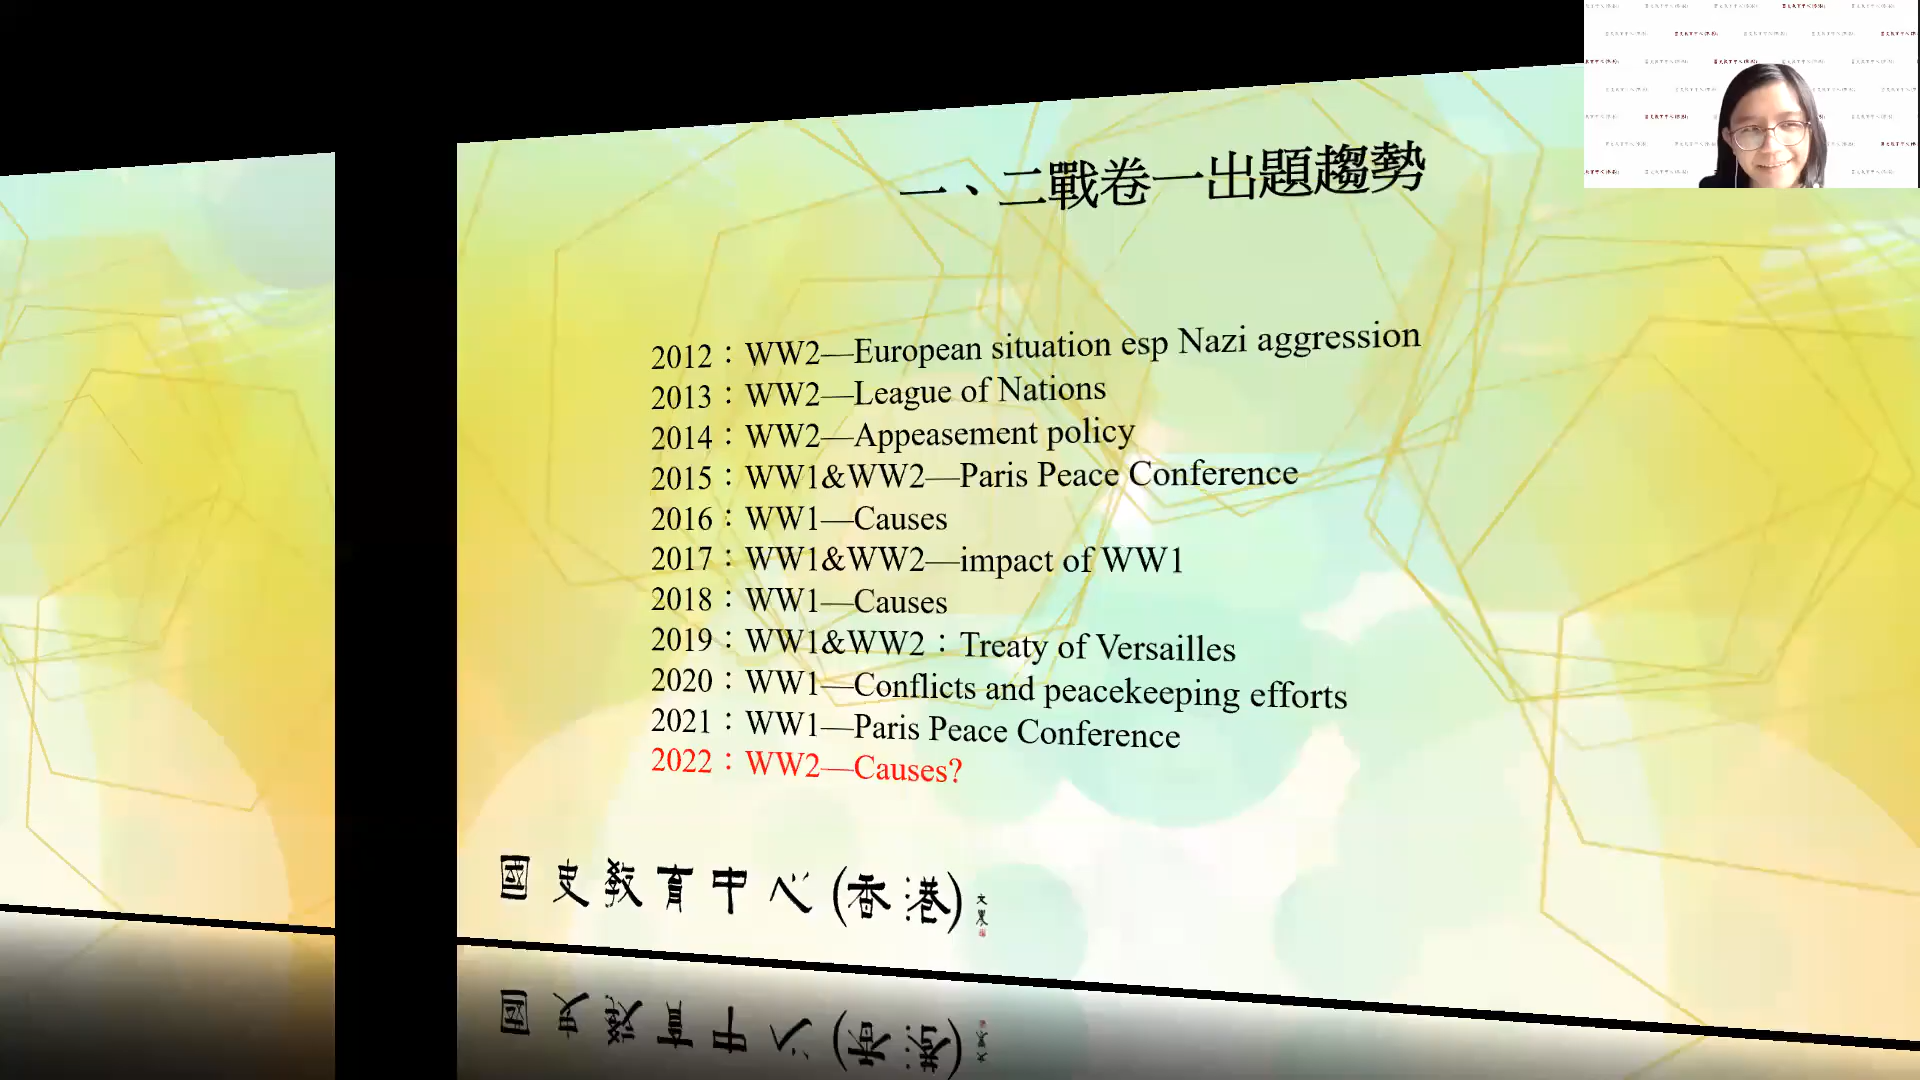 一、二戰卷一出題趨勢
2012：WW2—European situation esp Nazi aggression
2013：WW2—League of Nations
2014：WW2—Appeasement policy
2015：WW1&WW2—Paris Peace Conference
2016：WW1—Causes
2017：WW1&WW2—impact of WW1
2018：WW1—Causes
2019：WW1&WW2：Treaty of Versailles
2020：WW1—Conflicts and peacekeeping efforts
2021：WW1—Paris Peace Conference
2022：WW2—Causes?
國史教育中心(香港)